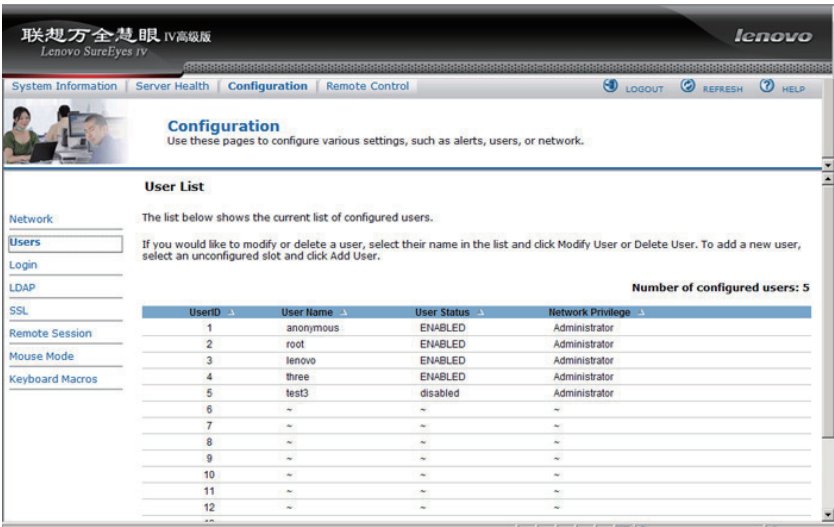 联想万全慧眼 IV高级版
Lenovo SureEyes IV
lenovo
System Information Server Health Configuration Remote Control LOGOUT REFRESH HELP
Configuration
Use these pages to configure various settings, such as alerts, users, or network.
User List
Network
Users
Login
LDAP
SSL
Remote Session
Mouse Mode
Keyboard Macros
The list below shows the current list of configured users.
If you would like to modify or delete a user, select their name in the list and click Modify User or Delete User. To add a new user,
select an unconfigured slot and click Add User.
Number of configured users: 5
UserID User Name User Status Network Privilege
1 anonymous ENABLED Administrator
2 root ENABLED Administrator
3 lenovo ENABLED Administrator
4 three ENABLED Administrator
5 test3 disabled Administrator
6 ~ ~ ~
7 ~ ~ ~
8 ~ ~ ~
9 ~ ~ ~
10 ~ ~ ~
11 ~ ~ ~
12 ~ ~ ~